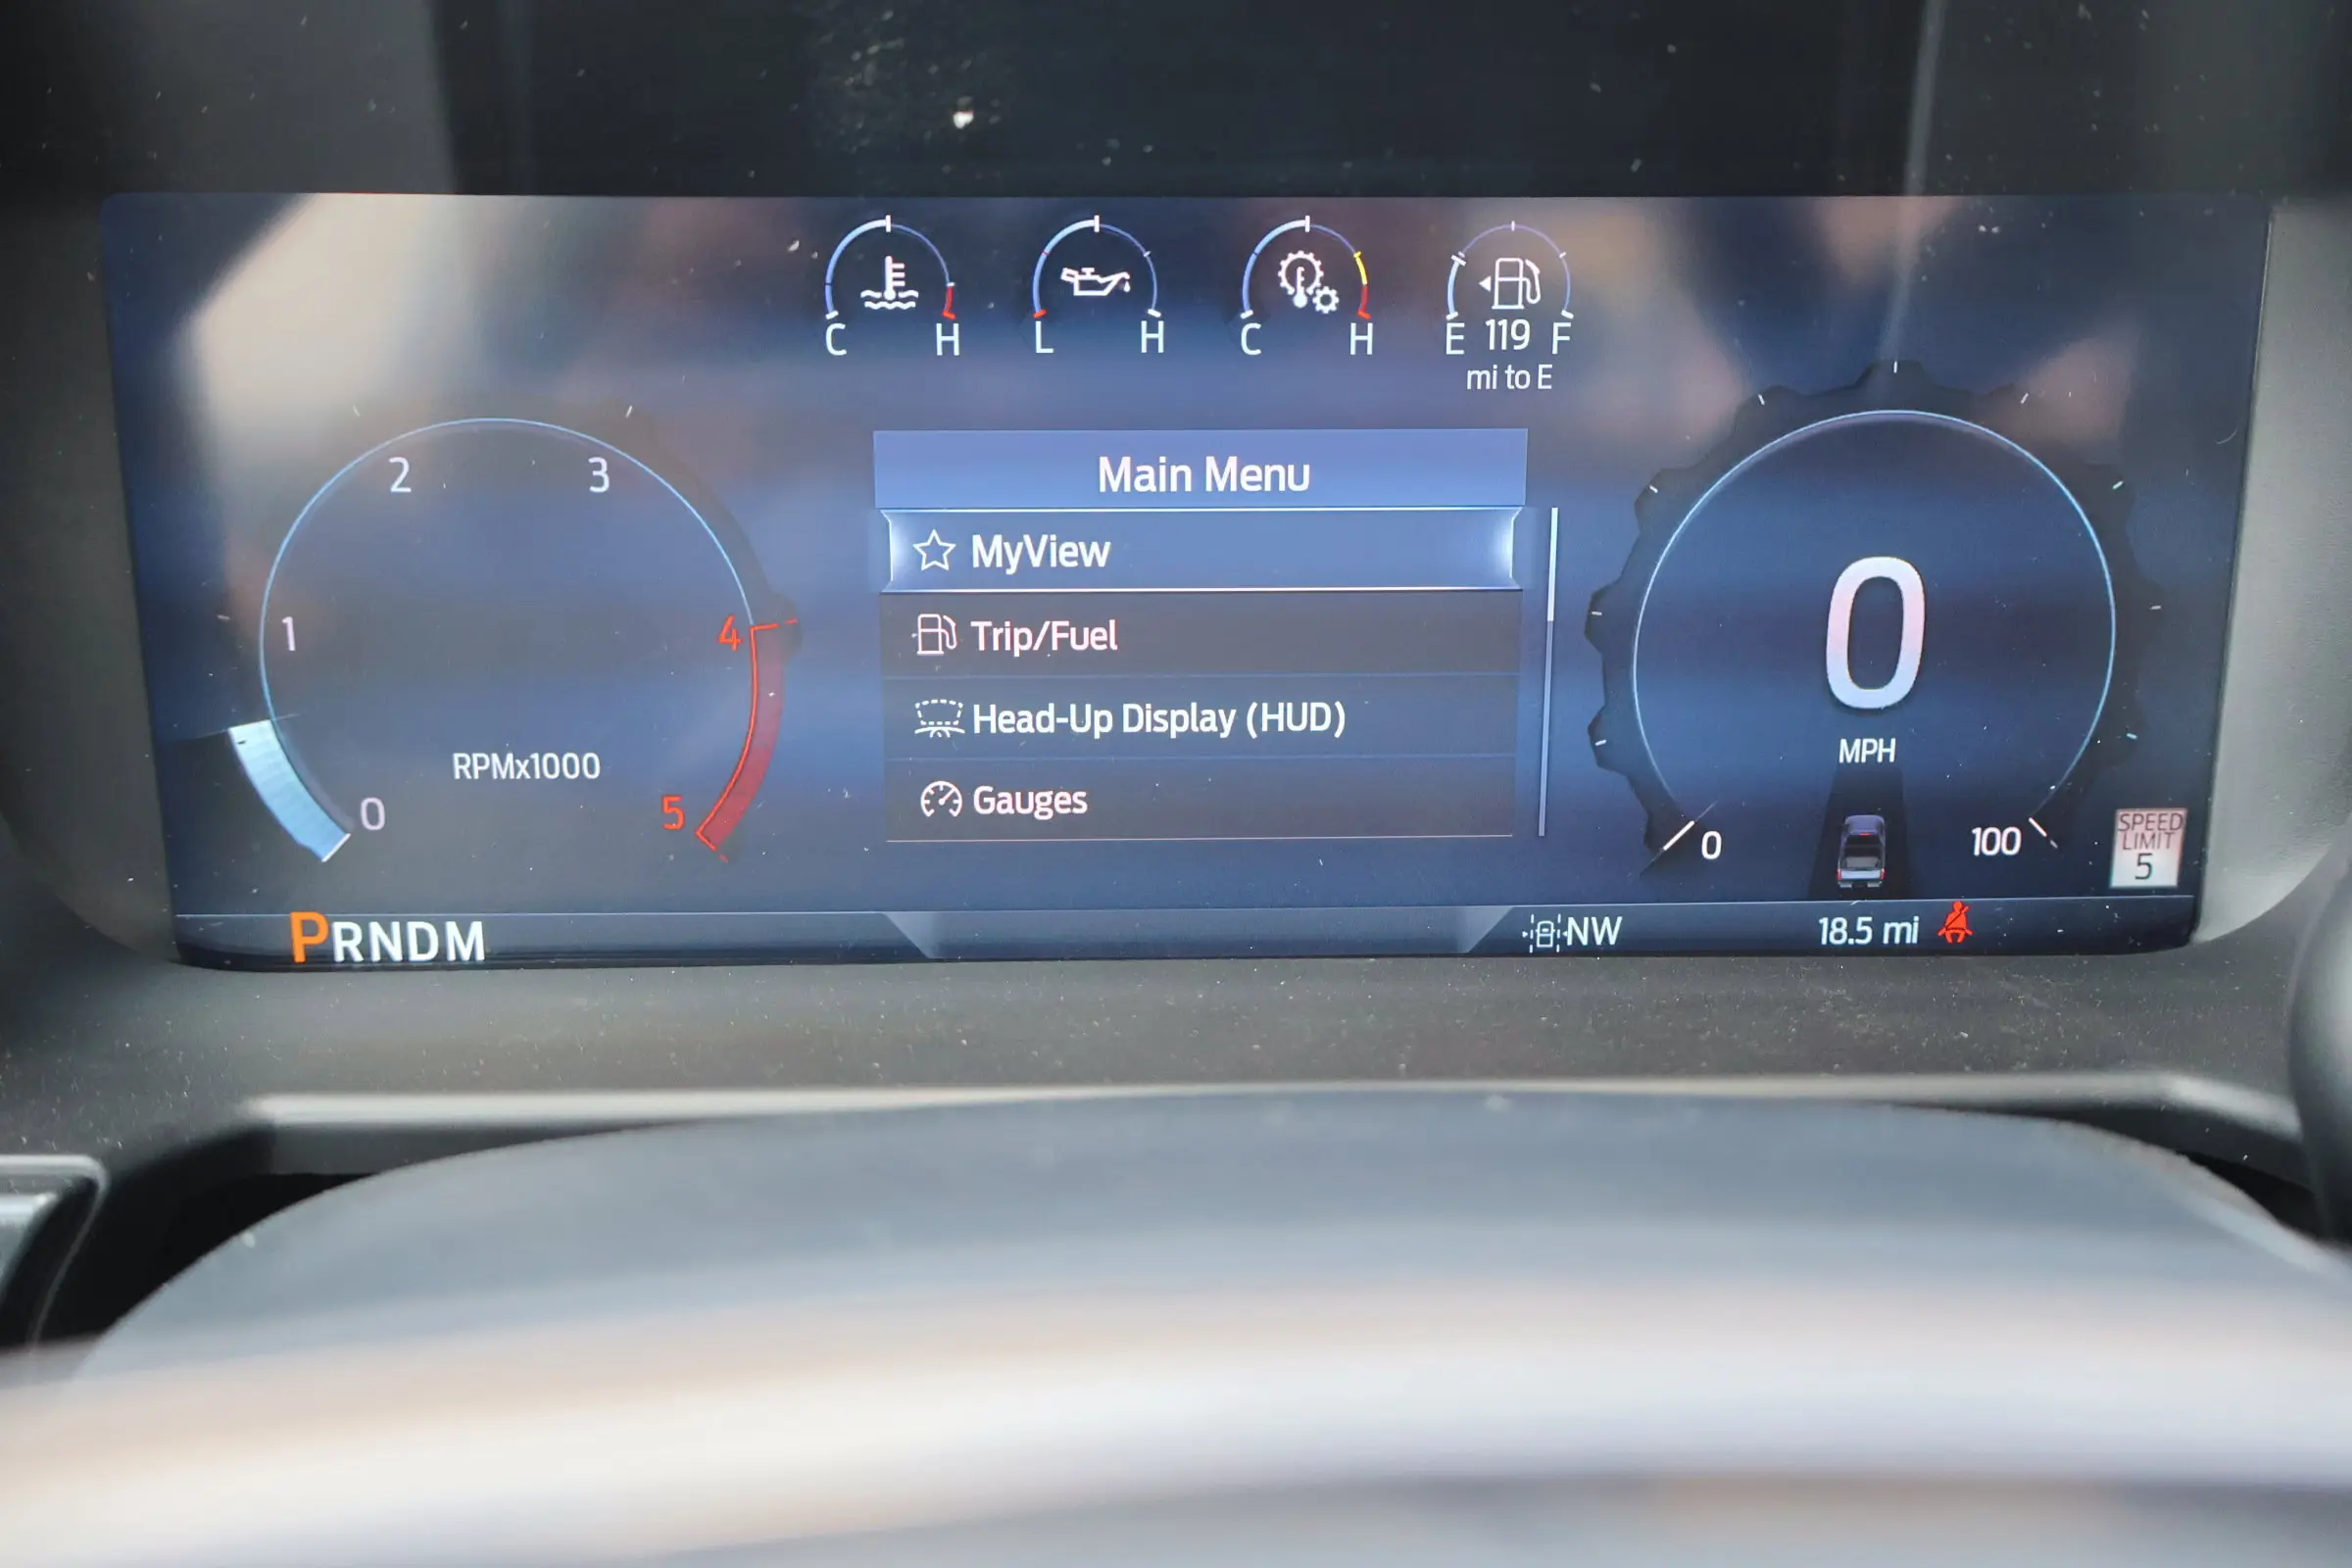 C H L H C H E 119 F
mi to E
Main Menu
MyView
Trip/Fuel
Head-Up Display (HUD)
Gauges
2 3
1 4
0 5
RPMx1000
0
MPH
0 100
SPEED
LIMIT
5
PRNDM
NW
18.5 mi